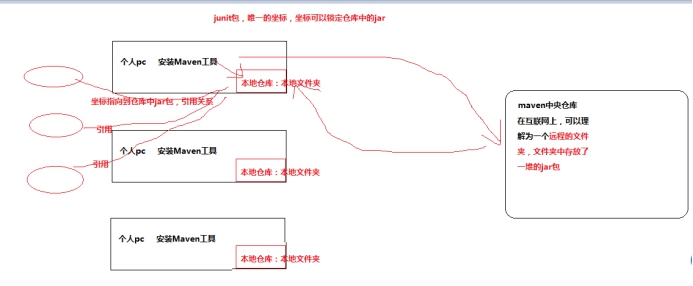 junit包，唯一的坐标，坐标可以锁定仓库中的jar
个人pc 安装Maven工具
本地仓库：本地文件夹
坐标指向到仓库中jar包，引用关系
引用
个人pc 安装Maven工具
引用
本地仓库：本地文件夹
个人pc 安装Maven工具
本地仓库：本地文件夹
maven中央仓库
在互联网上，可以理
解为一个远程的文件
夹，文件夹中存放了
一堆的jar包